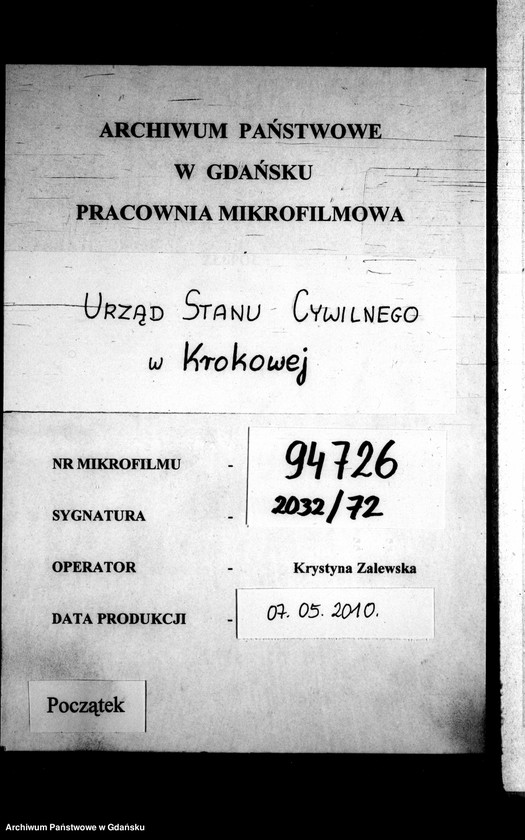 ARCHIWUM PAŃSTWOWE
W GDAŃSKU
PRACOWNIA MIKROFILMOWA
URZĄD STANU CYWILNEGO
w Krokowej
NR MIKROFILMU - 94726
SYGNATURA - 2032/72
OPERATOR - Krystyna Zalewska
DATA PRODUKCJI - 07. 05. 2010.
Początek
Archiwum Państwowe w Gdańsku